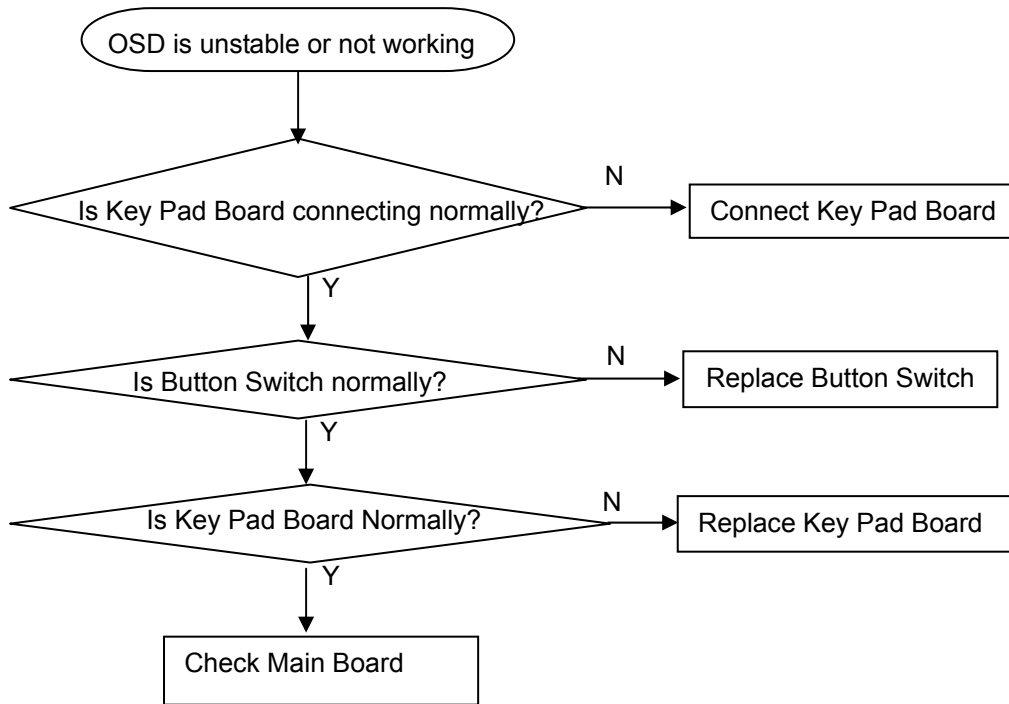 OSD is unstable or not working
Is Key Pad Board connecting normally?
N
Connect Key Pad Board
Y
Is Button Switch normally?
N
Replace Button Switch
Y
Is Key Pad Board Normally?
N
Replace Key Pad Board
Y
Check Main Board